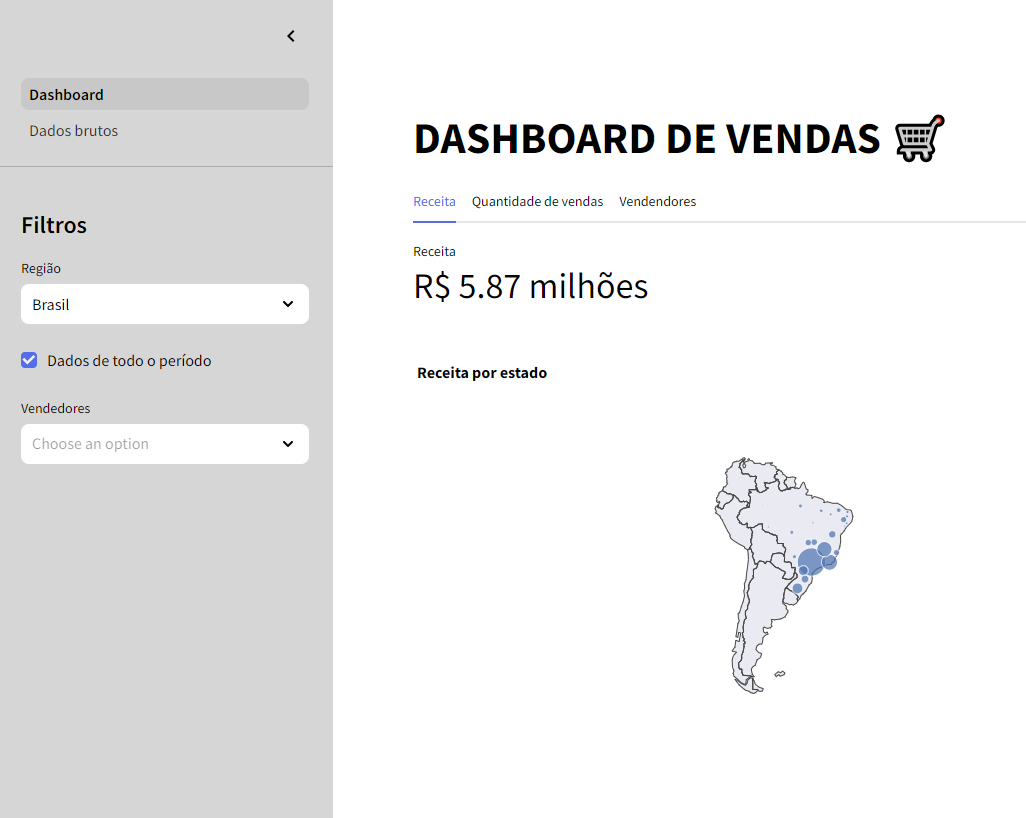 Dashboard
Dados brutos
Filtros
Região
Brasil
Dados de todo o período
Vendedores
Choose an option
DASHBOARD DE VENDAS 🛒
Receita Quantidade de vendas Vendendores
Receita
R$ 5.87 milhões
Receita por estado